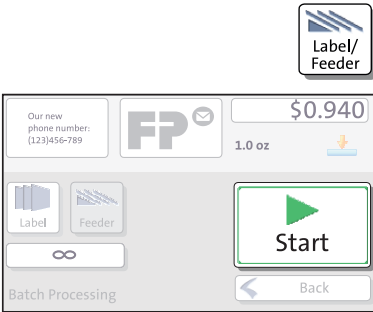 Label/
Feeder
Our new
phone number:
(123)456-789
FP
$0.940
1.0 oz
Label
Feeder
Start
∞
Batch Processing
Back